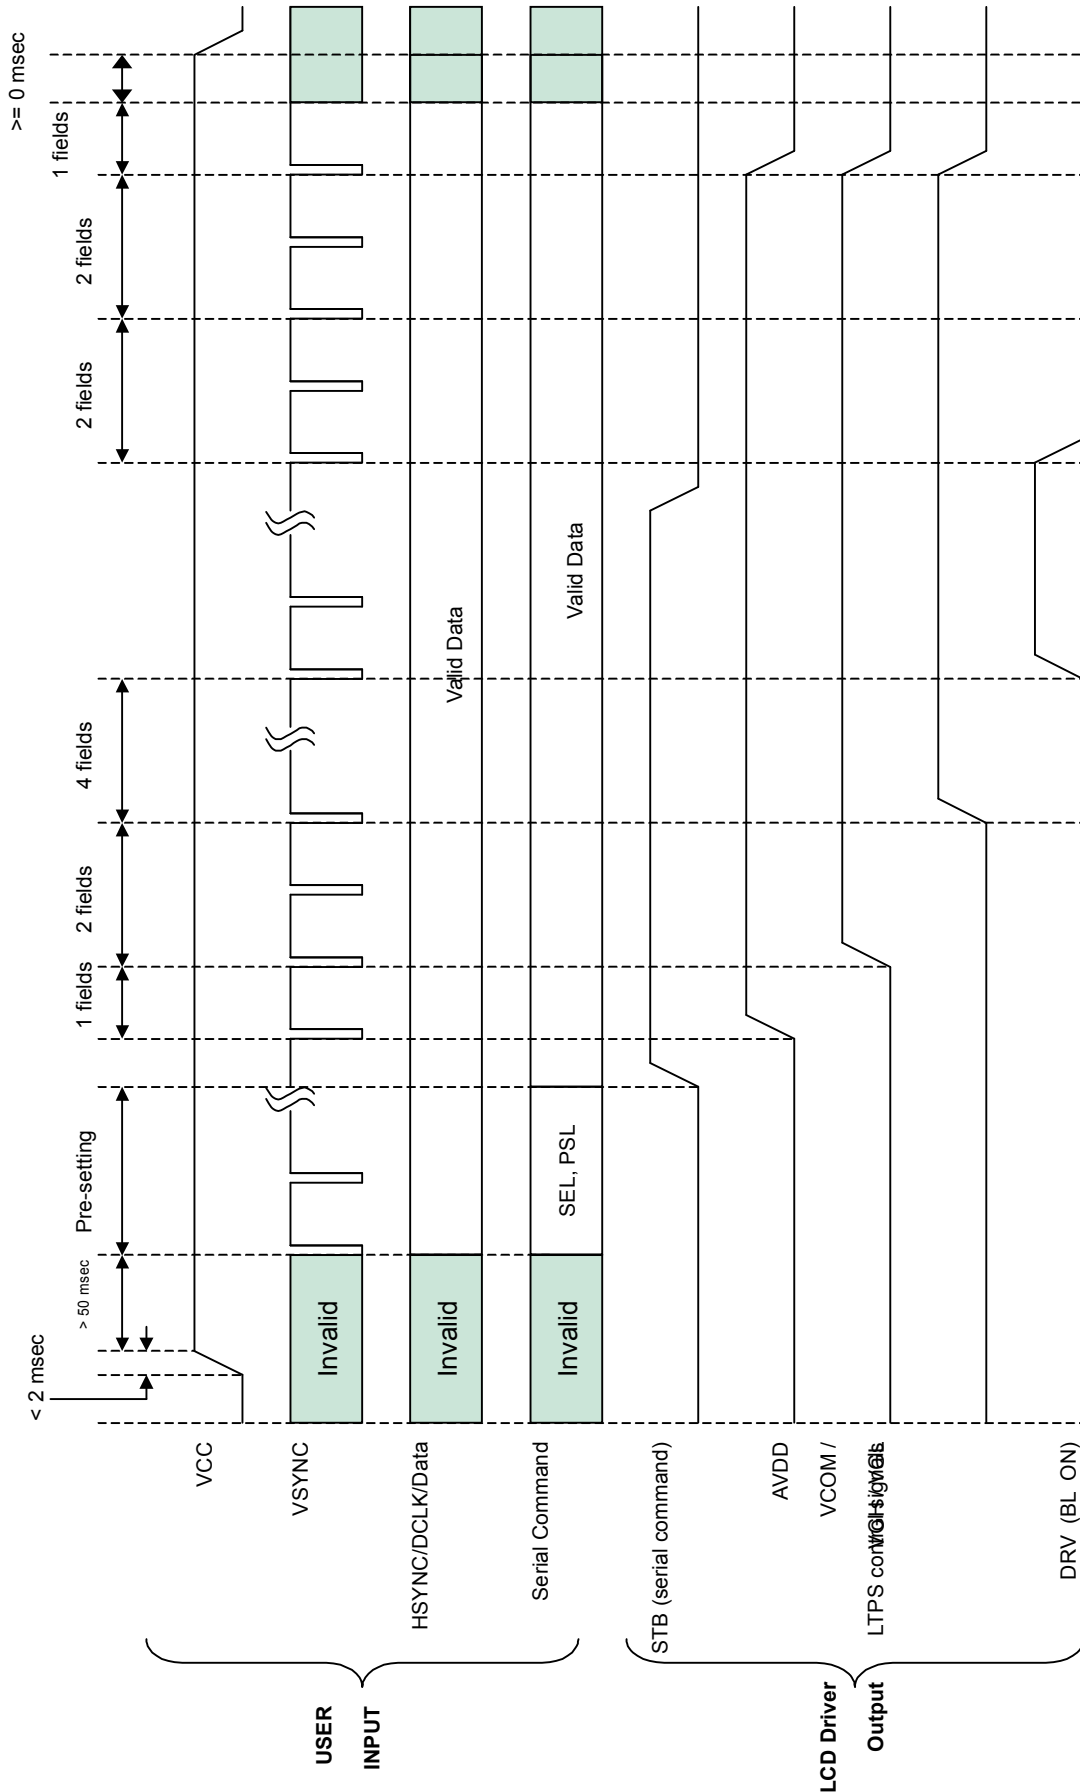 < 2 msec
> 50 msec
Pre-setting
1 fields
2 fields
4 fields
2 fields
2 fields
1 fields
>= 0 msec
USER
INPUT
VCC
VSYNC
Invalid
HSYNC/DCLK/Data
Invalid
Valid Data
Serial Command
Invalid
SEL, PSL
Valid Data
LCD Driver
Output
STB (serial command)
AVDD
VCOM /
VGH / VGL
LTPS control signals
DRV (BL ON)